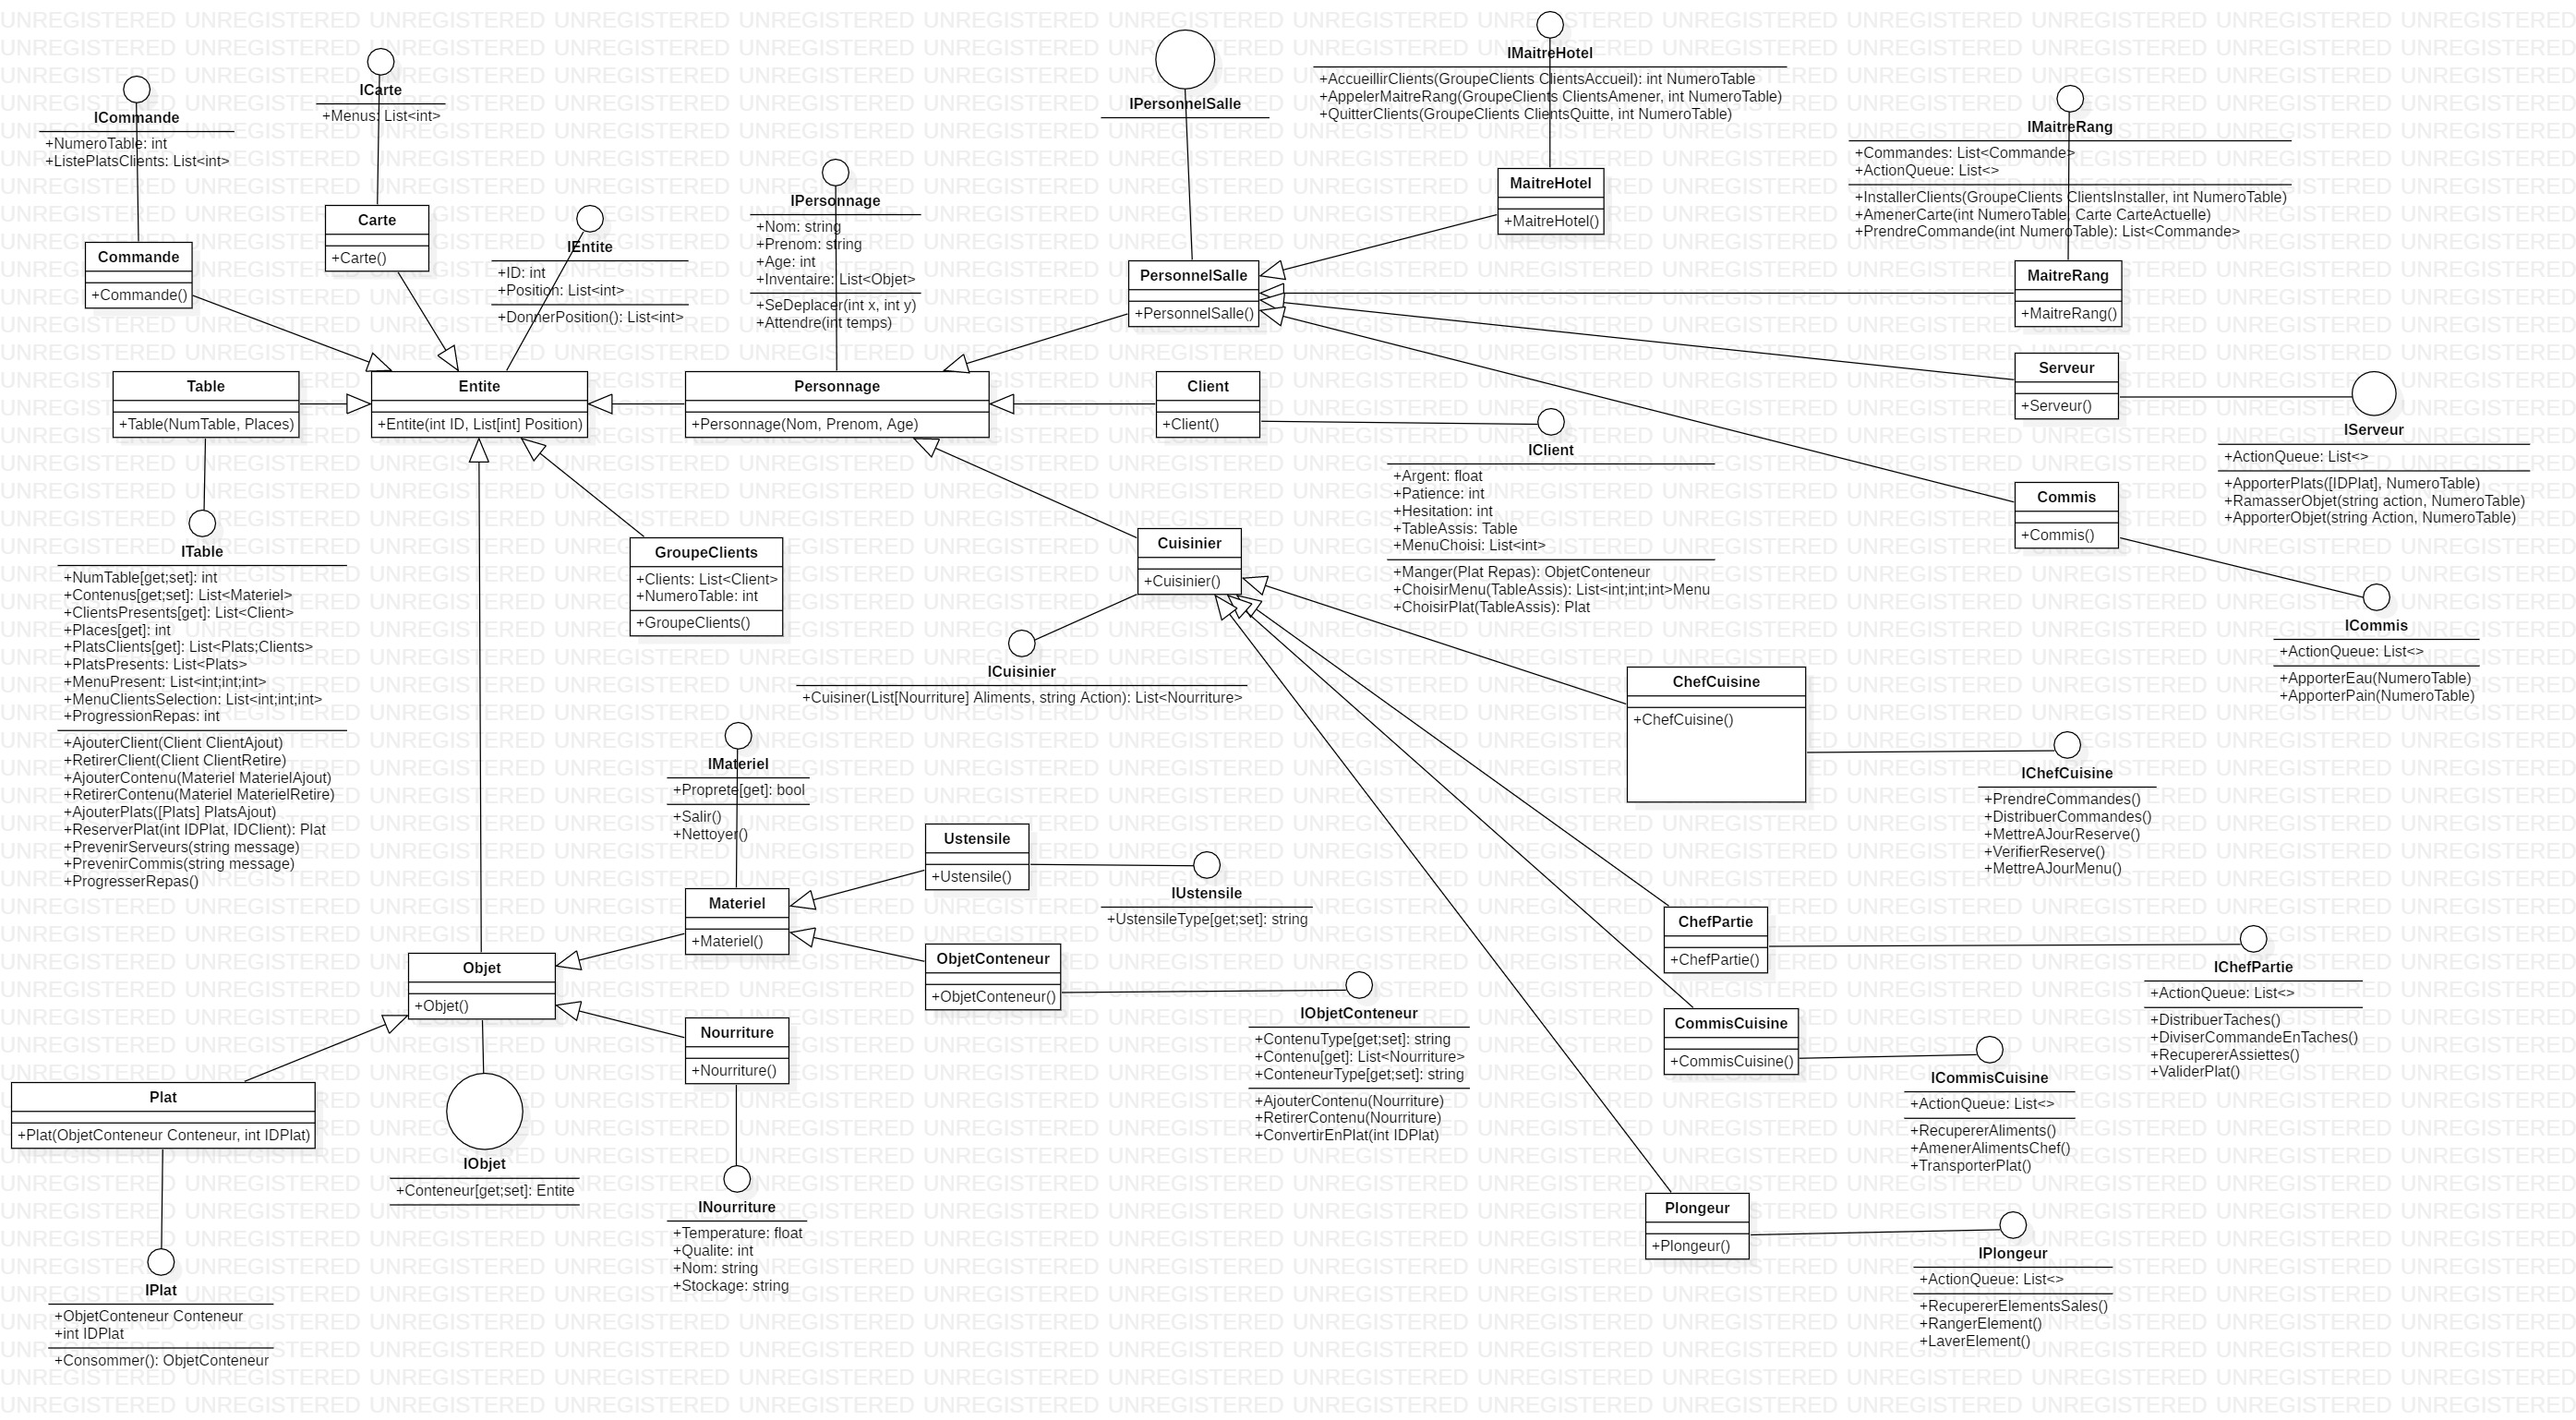 ICommande
+NumeroTable: int
+ListePlatsClients: List<int>
Commande
+Commande()
ICarte
+Menus: List<int>
Carte
+Carte()
IEntite
+ID: int
+Position: List<int>
+DonnerPosition(): List<int>
IPersonnage
+Nom: string
+Prenom: string
+Age: int
+Inventaire: List<Objet>
+SeDeplacer(int x, int y)
+Attendre(int temps)
IPersonnelSalle
PersonnelSalle
+PersonnelSalle()
IMaitreHotel
+AccueillirClients(GroupeClients ClientsAccueil): int NumeroTable
+AppelerMaitreRang(GroupeClients ClientsAmener, int NumeroTable)
+QuitterClients(GroupeClients ClientsQuitte, int NumeroTable)
MaitreHotel
+MaitreHotel()
IMaitreRang
+Commandes: List<Commande>
+ActionQueue: List<>
+InstallerClients(GroupeClients ClientsInstaller, int NumeroTable)
+AmenerCarte(int NumeroTable, Carte CarteActuelle)
+PrendreCommande(int NumeroTable): List<Commande>
MaitreRang
+MaitreRang()
Table
+Table(NumTable, Places)
Entite
+Entite(int ID, List[int] Position)
Personnage
+Personnage(Nom, Prenom, Age)
Client
+Client()
Serveur
+Serveur()
IServeur
+ActionQueue: List<>
+ApporterPlats([IDPlat], NumeroTable)
+RamasserObjet(string action, NumeroTable)
+ApporterObjet(string Action, NumeroTable)
IClient
+Argent: float
+Patience: int
+Hesitation: int
+TableAssis: Table
+MenuChoisi: List<int>
+Manger(Plat Repas): ObjetConteneur
+ChoisirMenu(TableAssis): List<int;int;int>Menu
+ChoisirPlat(TableAssis): Plat
Commis
+Commis()
ICommis
+ActionQueue: List<>
+ApporterEau(NumeroTable)
+ApporterPain(NumeroTable)
ITable
+NumTable[get;set]: int
+Contenus[get;set]: List<Materiel>
+ClientsPresents[get]: List<Client>
+Places[get]: int
+PlatsClients[get]: List<Plats;Clients>
+PlatsPresents: List<Plats>
+MenuPresent: List<int;int;int>
+MenuClientsSelection: List<int;int;int>
+ProgressionRepas: int
+AjouterClient(Client ClientAjout)
+RetirerClient(Client ClientRetire)
+AjouterContenu(Materiel MaterielAjout)
+RetirerContenu(Materiel MaterielRetire)
+AjouterPlats([Plats] PlatsAjout)
+ReserverPlat(int IDPlat, IDClient): Plat
+PrevenirServeurs(string message)
+PrevenirCommis(string message)
+ProgresserRepas()
GroupeClients
+Clients: List<Client>
+NumeroTable: int
+GroupeClients()
Cuisinier
+Cuisinier()
ICuisinier
+Cuisiner(List[Nourriture] Aliments, string Action): List<Nourriture>
ChefCuisine
+ChefCuisine()
IChefCuisine
+PrendreCommandes()
+DistribuerCommandes()
+MettreAJourReserve()
+VerifierReserve()
+MettreAJourMenu()
IMateriel
+Proprete[get]: bool
+Salir()
+Nettoyer()
Materiel
+Materiel()
Ustensile
+Ustensile()
IUstensile
+UstensileType[get;set]: string
ObjetConteneur
+ObjetConteneur()
IObjetConteneur
+ContenuType[get;set]: string
+Contenu[get]: List<Nourriture>
+ConteneurType[get;set]: string
+AjouterContenu(Nourriture)
+RetirerContenu(Nourriture)
+ConvertirEnPlat(int IDPlat)
ChefPartie
+ChefPartie()
IChefPartie
+ActionQueue: List<>
+DistribuerTaches()
+DiviserCommandeEnTaches()
+RecupererAssiettes()
+ValiderPlat()
CommisCuisine
+CommisCuisine()
ICommisCuisine
+ActionQueue: List<>
+RecupererAliments()
+AmenerAlimentsChef()
+TransporterPlat()
Objet
+Objet()
IObjet
+Conteneur[get;set]: Entite
Nourriture
+Nourriture()
INourriture
+Temperature: float
+Qualite: int
+Nom: string
+Stockage: string
Plat
+Plat(ObjetConteneur Conteneur, int IDPlat)
IPlat
+ObjetConteneur Conteneur
+int IDPlat
+Consommer(): ObjetConteneur
Plongeur
+Plongeur()
IPlongeur
+ActionQueue: List<>
+RecupererElementsSales()
+RangerElement()
+LaverElement()
UNREGISTERED